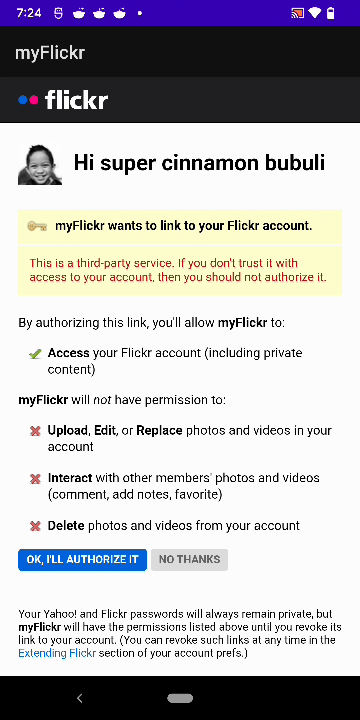 7:24
myFlickr
flickr
Hi super cinnamon bubuli
myFlickr wants to link to your Flickr account.
This is a third-party service. If you don't trust it with
access to your account, then you should not authorize it.
By authorizing this link, you'll allow myFlickr to:
Access your Flickr account (including private
content)
myFlickr will not have permission to:
Upload, Edit, or Replace photos and videos in your
account
Interact with other members' photos and videos
(comment, add notes, favorite)
Delete photos and videos from your account
OK, I'LL AUTHORIZE IT
NO THANKS
Your Yahoo! and Flickr passwords will always remain private, but
myFlickr will have the permissions listed above until you revoke its
link to your account. (You can revoke such links at any time in the
Extending Flickr section of your account prefs.)